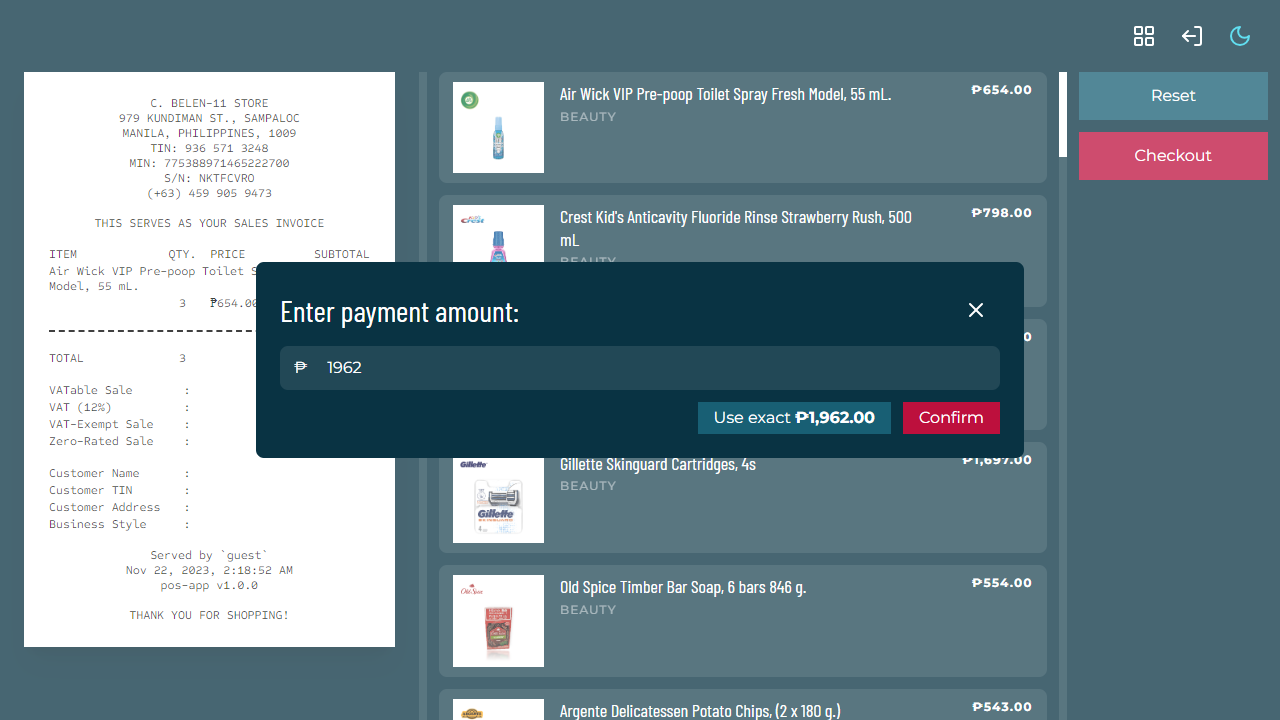 C. BELEN-11 STORE
979 KUNDIMAN ST., SAMPALOC
MANILA, PHILIPPINES, 1009
TIN: 936 571 3248
MIN: 775388971465222700
S/N: NKTFCVRO
(+63) 459 905 9473
THIS SERVES AS YOUR SALES INVOICE
ITEM QTY. PRICE SUBTOTAL
Air Wick VIP Pre-poop Toilet
Model, 55 mL.
3 ₱654.00
TOTAL 3
VATable Sale :
VAT (12%) :
VAT-Exempt Sale :
Zero-Rated Sale :
Customer Name :
Customer TIN :
Customer Address :
Business Style :
Served by `guest`
Nov 22, 2023, 2:18:52 AM
pos-app v1.0.0
THANK YOU FOR SHOPPING!
Air Wick VIP Pre-poop Toilet Spray Fresh Model, 55 mL.
₱654.00
BEAUTY
Crest
Crest Kid's Anticavity Fluoride Rinse Strawberry Rush, 500
mL
₱798.00
BEAUTY
Enter payment amount:
₱ 1962
Use exact ₱1,962.00
Confirm
Gillette
Gillette
Gillette Skinguard Cartridges, 4s
₱1,697.00
BEAUTY
Old Spice
Old Spice Timber Bar Soap, 6 bars 846 g.
₱554.00
BEAUTY
Argente Delicatessen Potato Chips, (2 x 180 g.)
₱543.00
Reset
Checkout